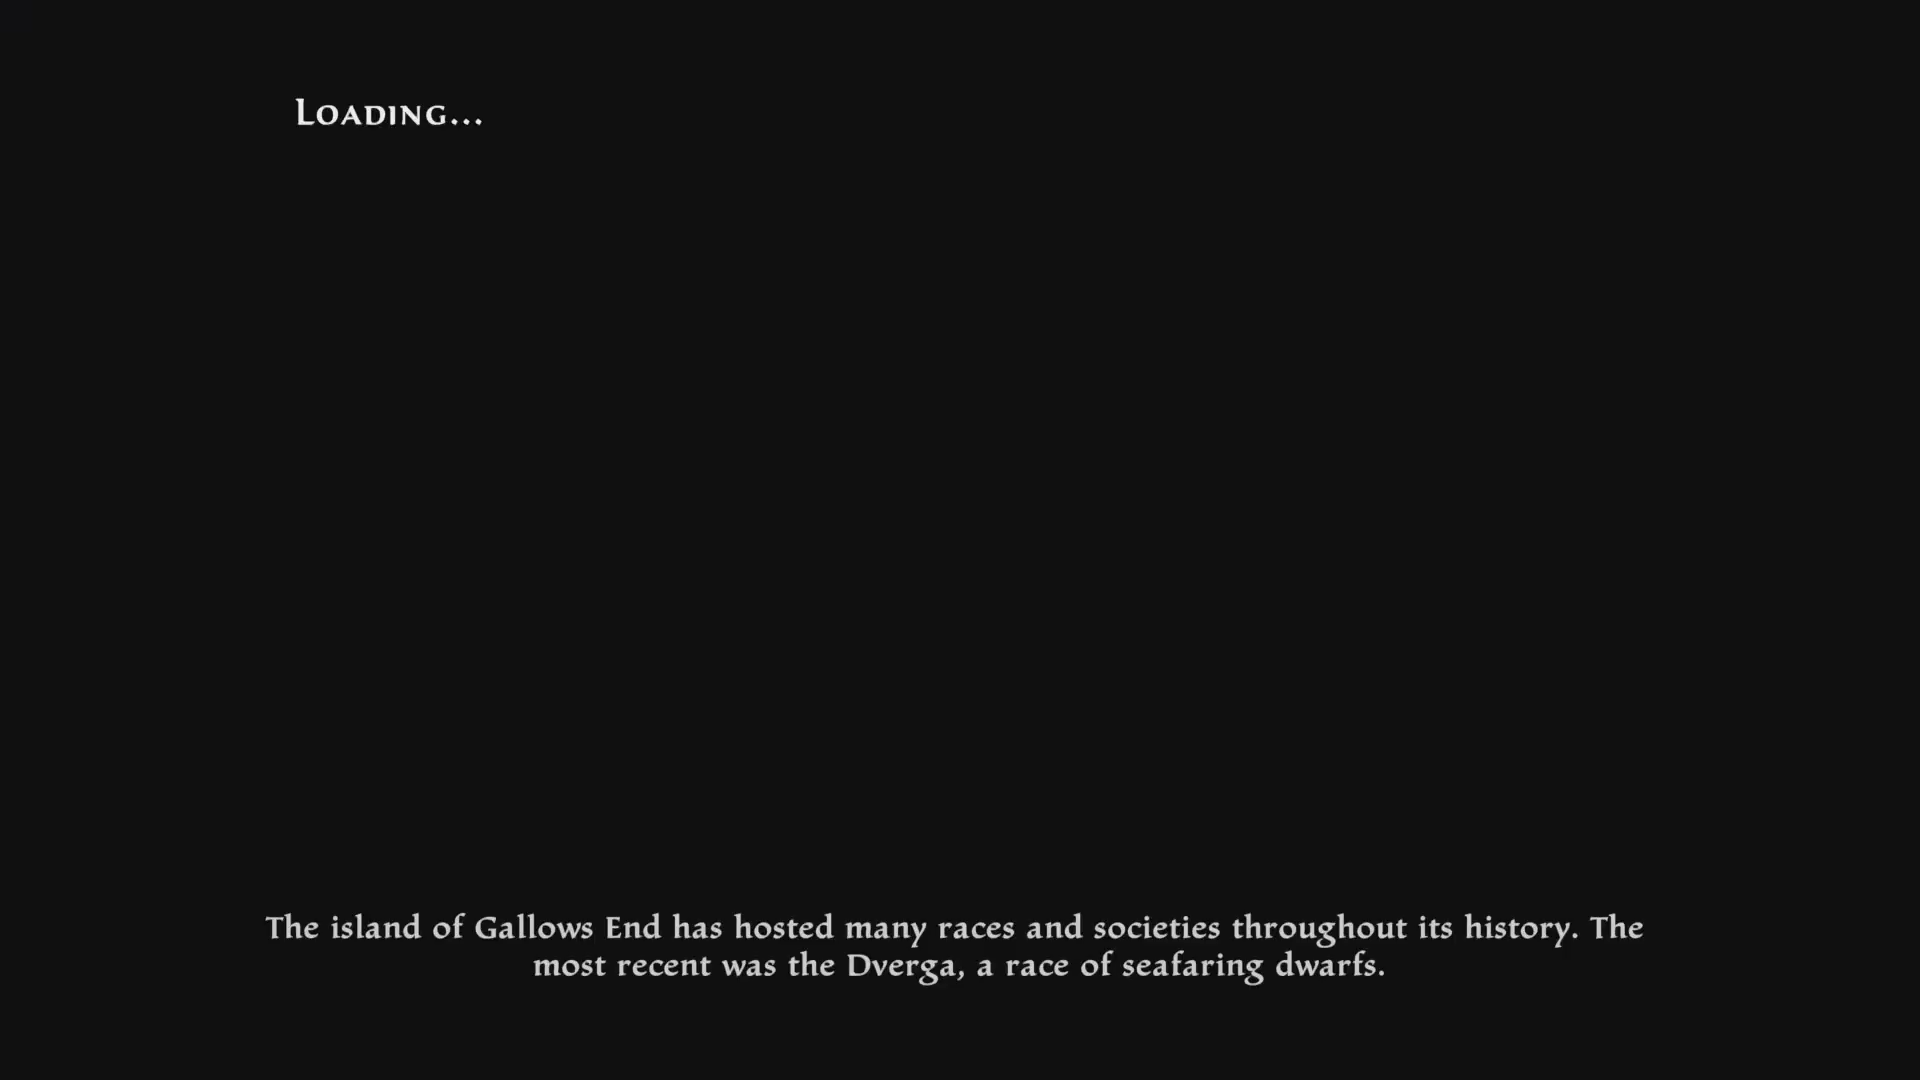 Loading...
The island of Gallows End has hosted many races and societies throughout its history. The
most recent was the Dverga, a race of seafaring dwarfs.